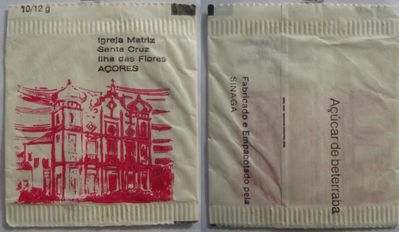 10/12 g
Igreja Matriz
Santa Cruz
Ilha das Flores
AÇORES
Açúcar de beterraba
Fabricado e Empacotado pela
SINAGA